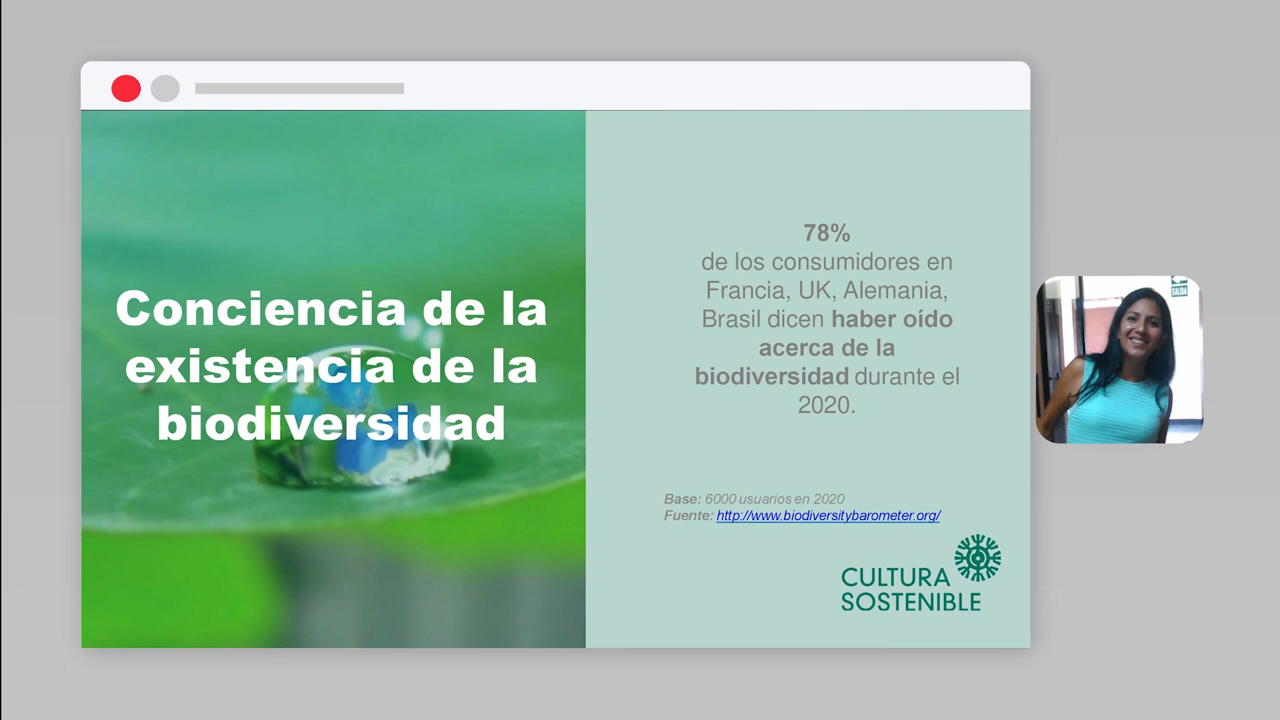 Conciencia de la
existencia de la
biodiversidad
78%
de los consumidores en
Francia, UK, Alemania,
Brasil dicen haber oído
acerca de la
biodiversidad durante el
2020.
Base: 6000 usuarios en 2020
Fuente: http://www.biodiversitybarometer.org/
CULTURA
SOSTENIBLE
SALIDA